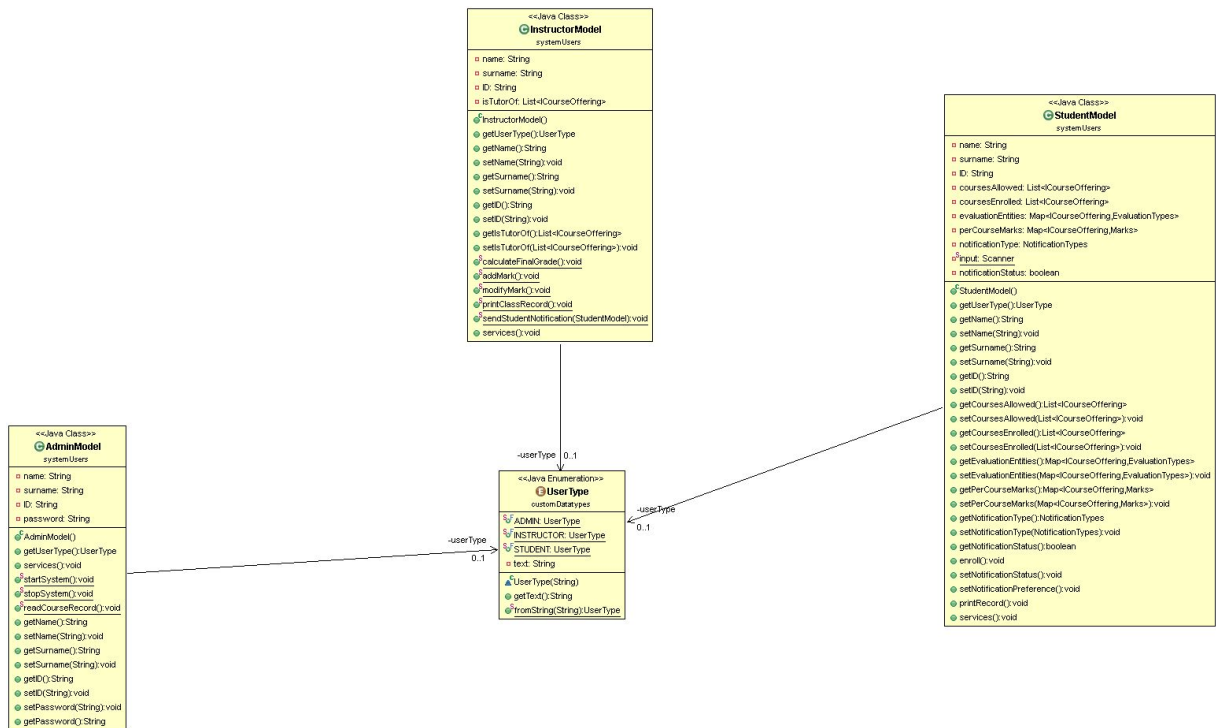 <<Java Class>>
InstructorModel
systemUsers
name: String
surname: String
ID: String
isTutorOf: List<ICourseOffering>
InstructorModel()
getUserType():UserType
getName():String
setName(String):void
getSurname():String
setSurname(String):void
getID():String
setID(String):void
getIsTutorOf():List<ICourseOffering>
setIsTutorOf(List<ICourseOffering>):void
calculateFinalGrade():void
addMark():void
modifyMark():void
printClassRecord():void
sendStudentNotification(StudentModel):void
services():void
<<Java Class>>
StudentModel
systemUsers
name: String
surname: String
ID: String
coursesAllowed: List<ICourseOffering>
coursesEnrolled: List<ICourseOffering>
evaluationEntities: Map<ICourseOffering,EvaluationTypes>
perCourseMarks: Map<ICourseOffering,Marks>
notificationType: NotificationTypes
input: Scanner
notificationStatus: boolean
StudentModel()
getUserType():UserType
getName():String
setName(String):void
getSurname():String
setSurname(String):void
getID():String
setID(String):void
getCoursesAllowed():List<ICourseOffering>
setCoursesAllowed(List<ICourseOffering>):void
getCoursesEnrolled():List<ICourseOffering>
setCoursesEnrolled(List<ICourseOffering>):void
getEvaluationEntities():Map<ICourseOffering,EvaluationTypes>
setEvaluationEntities(Map<ICourseOffering,EvaluationTypes>):void
getPerCourseMarks():Map<ICourseOffering,Marks>
setPerCourseMarks(Map<ICourseOffering,Marks>):void
getNotificationType():NotificationTypes
setNotificationType(NotificationTypes):void
getNotificationStatus():boolean
enroll():void
setNotificationStatus():void
setNotificationPreference():void
printRecord():void
services():void
<<Java Class>>
AdminModel
systemUsers
name: String
surname: String
ID: String
password: String
AdminModel()
getUserType():UserType
services():void
startSystem():void
stopSystem():void
readCourseRecord():void
getName():String
setName(String):void
getSurname():String
setSurname(String):void
getID():String
setID(String):void
setPassword(String):void
getPassword():String
-userType
0..1
-userType
0..1
-userType
0..1
<<Java Enumeration>>
UserType
customDatatypes
ADMIN: UserType
INSTRUCTOR: UserType
STUDENT: UserType
text: String
UserType(String)
getText():String
fromString(String):UserType